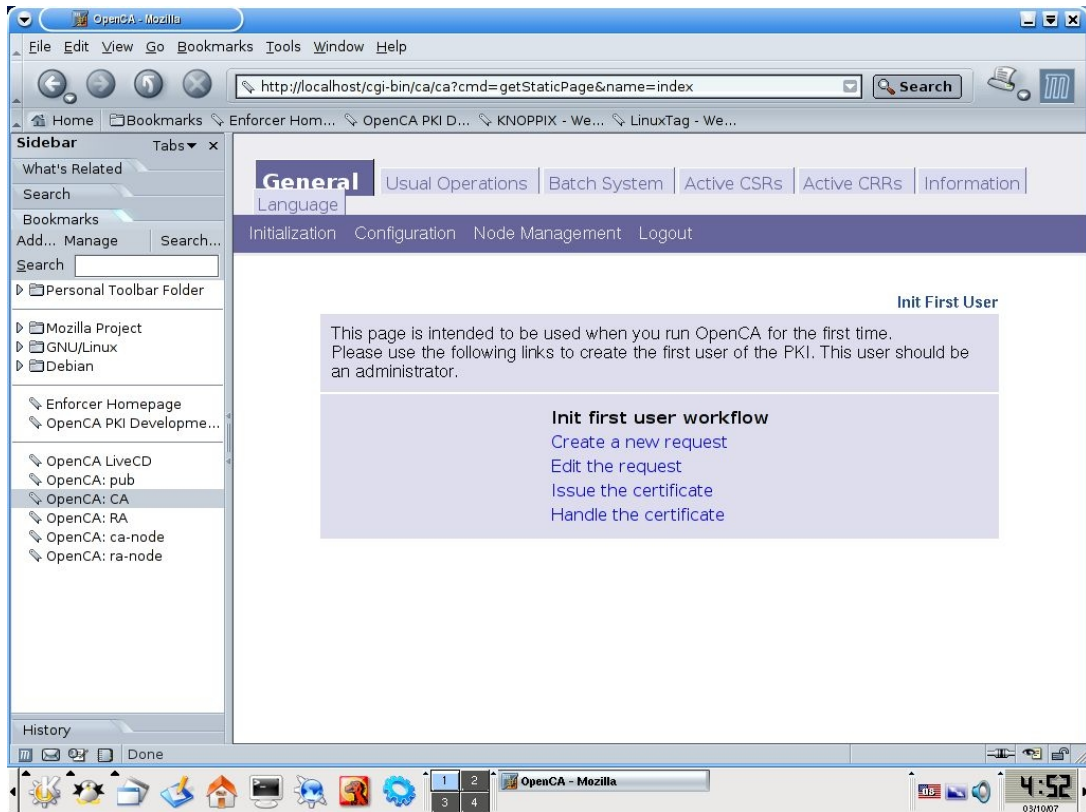 OpenCA - Mozilla
File Edit View Go Bookmarks Tools Window Help
http://localhost/cgi-bin/ca/ca?cmd=getStaticPage&name=index
Search
Home Bookmarks Enforcer Hom... OpenCA PKI D... KNOPPIX - We... LinuxTag - We...
Sidebar Tabs x
What's Related
Search
Bookmarks
Add... Manage Search...
Search
Personal Toolbar Folder
Mozilla Project
GNU/Linux
Debian
Enforcer Homepage
OpenCA PKI Developme...
OpenCA LiveCD
OpenCA: pub
OpenCA: CA
OpenCA: RA
OpenCA: ca-node
OpenCA: ra-node
History
General Usual Operations Batch System Active CSRs Active CRRs Information
Language
Initialization Configuration Node Management Logout
Init First User
This page is intended to be used when you run OpenCA for the first time.
Please use the following links to create the first user of the PKI. This user should be
an administrator.
Init first user workflow
Create a new request
Edit the request
Issue the certificate
Handle the certificate
Done
1 2
3 4
OpenCA - Mozilla
4:52
03/10/07